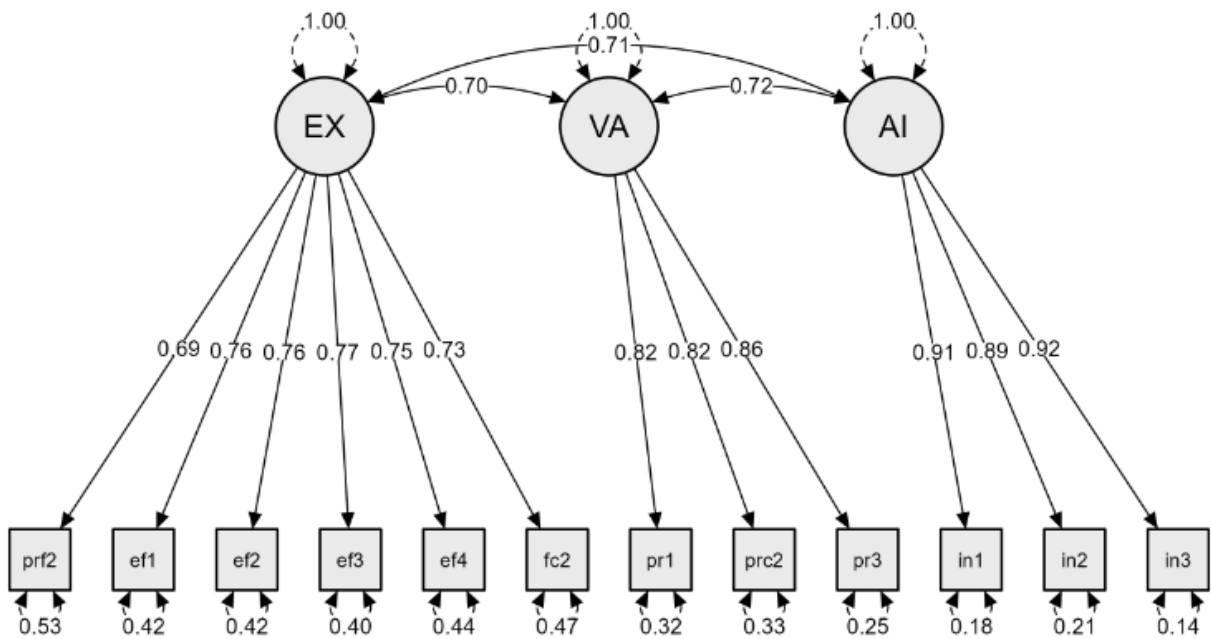 1.00 1.00 1.00
0.71
0.70 0.72
EX VA AI
0.69 0.76 0.76 0.77 0.75 0.73 0.82 0.82 0.86 0.91 0.89 0.92
prf2 ef1 ef2 ef3 ef4 fc2 pr1 prc2 pr3 in1 in2 in3
0.53 0.42 0.42 0.40 0.44 0.47 0.32 0.33 0.25 0.18 0.21 0.14